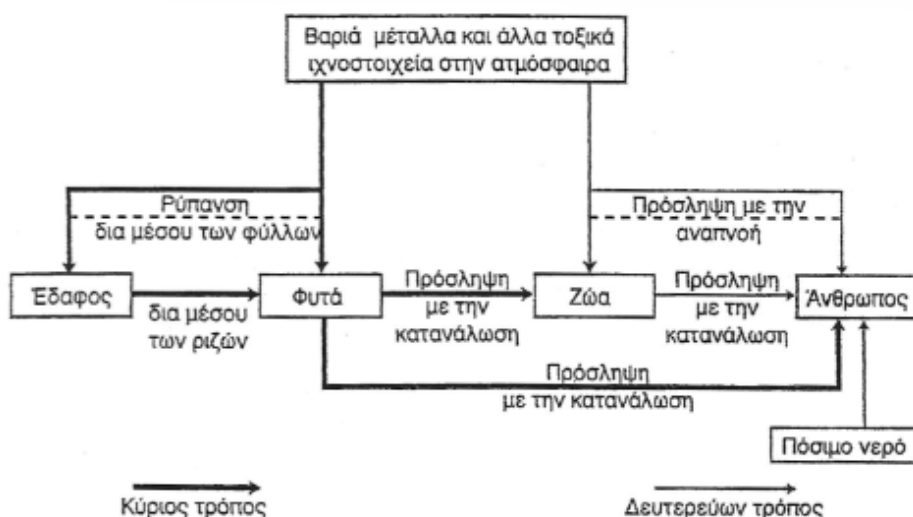 Βαριά μέταλλα και άλλα τοξικά
ιχνοστοιχεία στην ατμόσφαιρα
Ρύπανση
δια μέσου των φύλλων
Πρόσληψη με την
αναπνοή
Έδαφος
δια μέσου
των ριζών
Φυτά
Πρόσληψη
με την
κατανάλωση
Ζώα
Πρόσληψη
με την
κατανάλωση
Άνθρωπος
Πρόσληψη
με την κατανάλωση
Πόσιμο νερό
Κύριος τρόπος
Δευτερεύων τρόπος